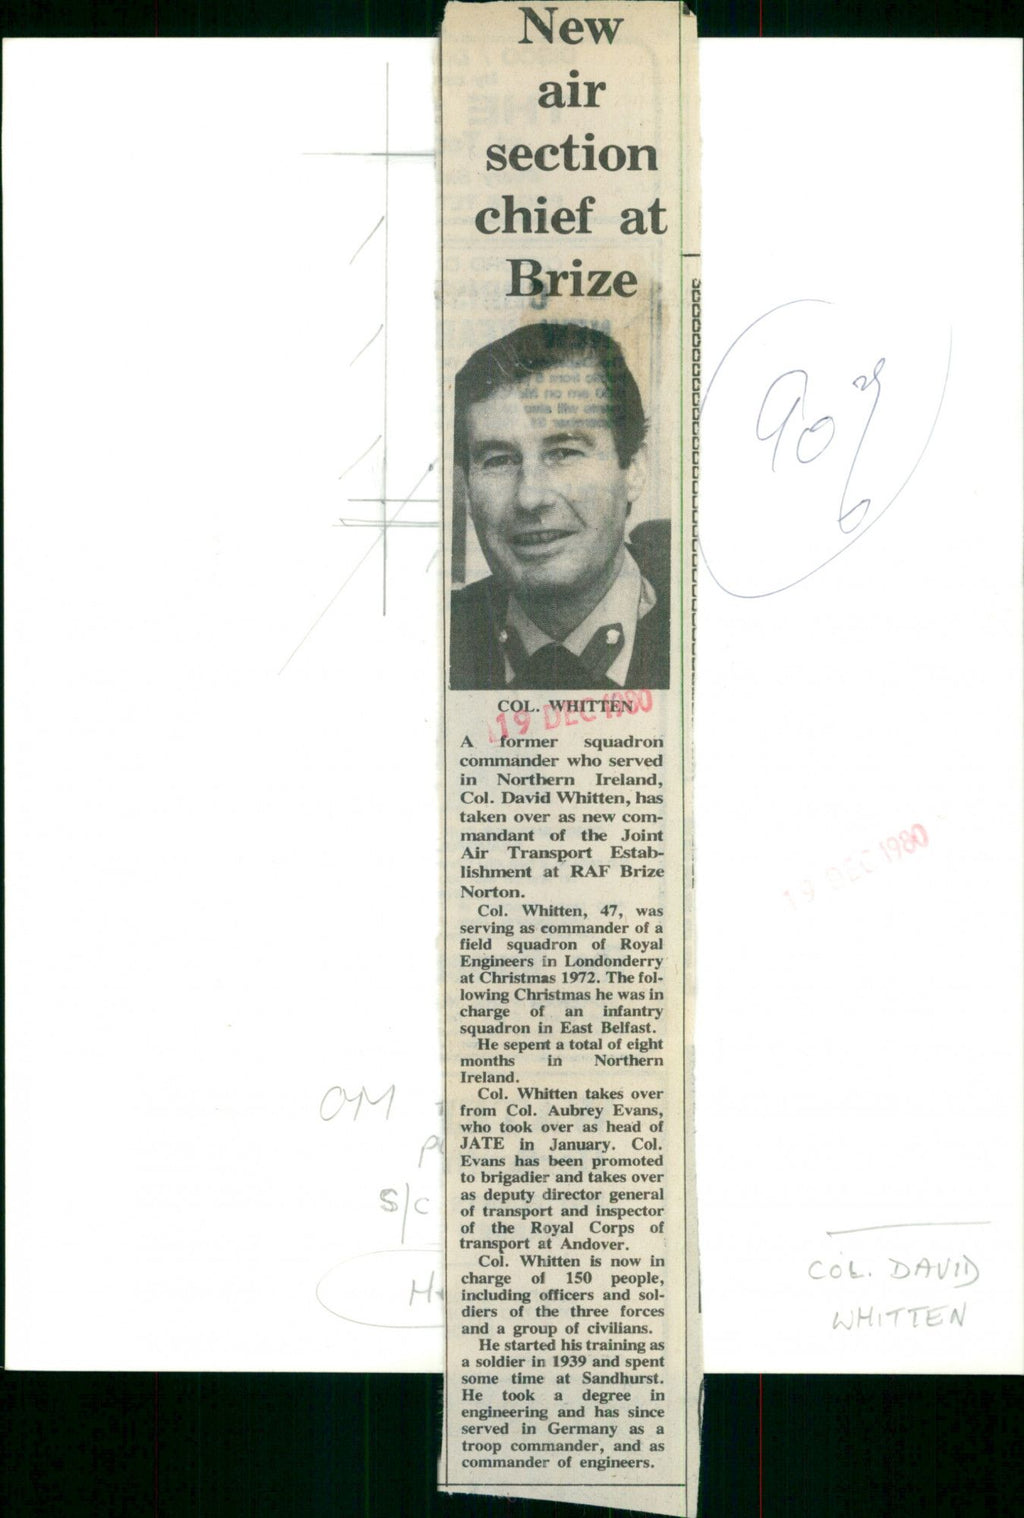 New
air
section
chief at
Brize
COL. WHITTEN
19 DEC 1980
A former squadron
commander who served
in Northern Ireland,
Col. David Whitten, has
taken over as new com-
mandant of the Joint
Air Transport Estab-
lishment at RAF Brize
Norton.
Col. Whitten, 47, was
serving as commander of a
field squadron of Royal
Engineers in Londonderry
at Christmas 1972. The fol-
lowing Christmas he was in
charge of an infantry
squadron in East Belfast.
He sepent a total of eight
months in Northern
Ireland.
Col. Whitten takes over
from Col. Aubrey Evans,
who took over as head of
JATE in January. Col.
Evans has been promoted
to brigadier and takes over
as deputy director general
of transport and inspector
of the Royal Corps of
transport at Andover.
Col. Whitten is now in
charge of 150 people,
including officers and sol-
diers of the three forces
and a group of civilians.
He started his training as
a soldier in 1939 and spent
some time at Sandhurst.
He took a degree in
engineering and has since
served in Germany as a
troop commander, and as
commander of engineers.
19 DEC 1980
OM
S/C
COL. DAVID
WHITTEN